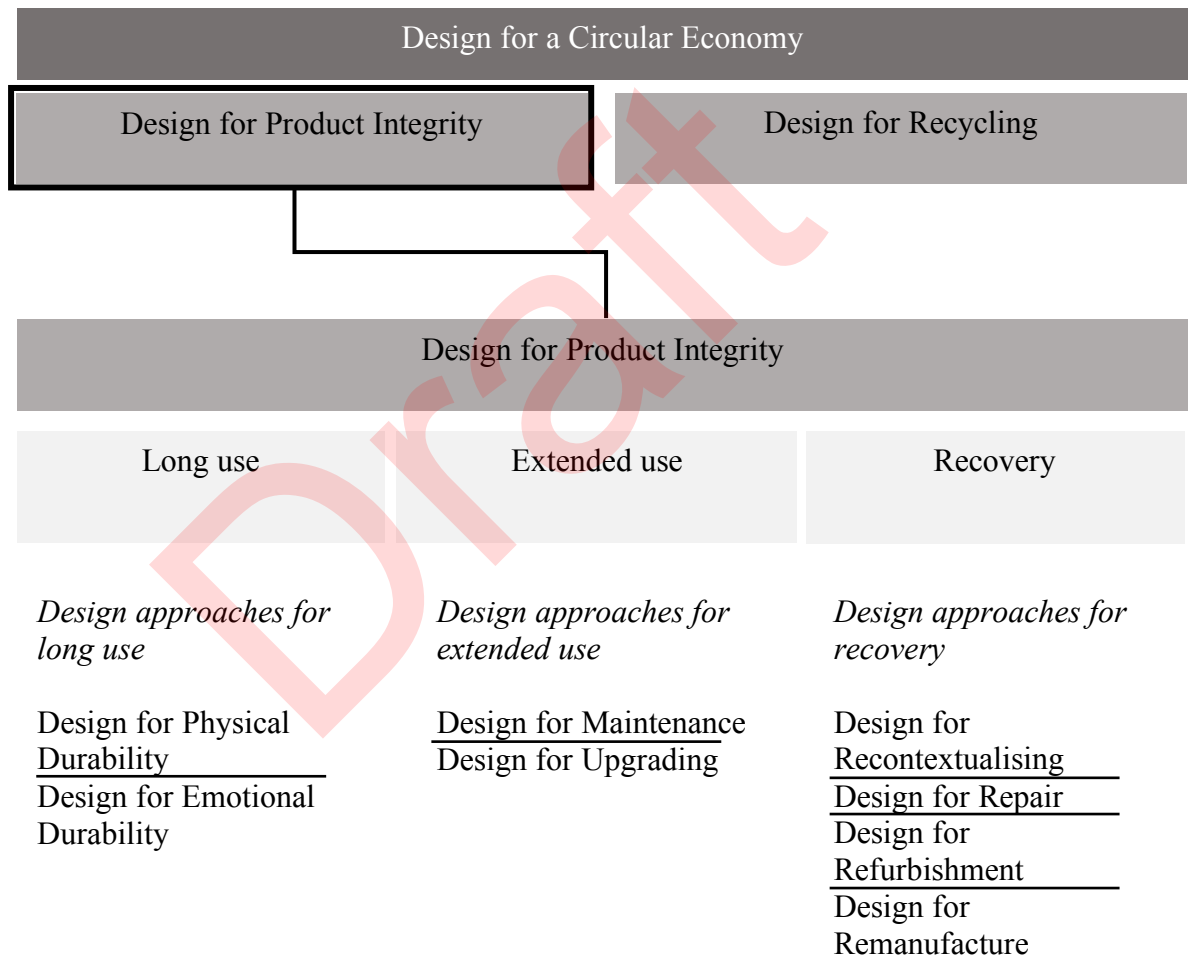 Design for a Circular Economy
Design for Product Integrity
Design for Recycling
Design for Product Integrity
Long use
Extended use
Recovery
Design approaches for
long use
Design for Physical
Durability
Design for Emotional
Durability
Design approaches for
extended use
Design for Maintenance
Design for Upgrading
Design approaches for
recovery
Design for
Recontextualising
Design for Repair
Design for
Refurbishment
Design for
Remanufacture
Draft